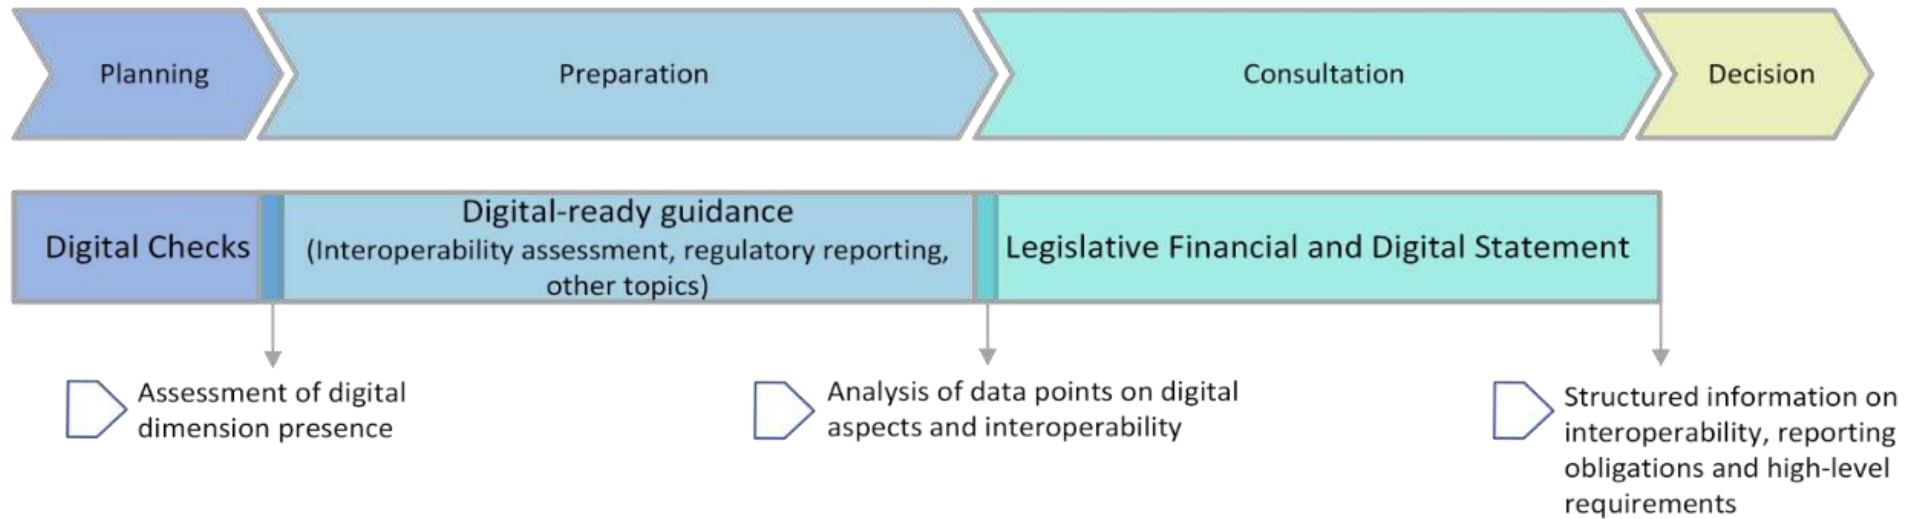 Planning
Preparation
Consultation
Decision
Digital Checks
Digital-ready guidance
(Interoperability assessment, regulatory reporting,
other topics)
Legislative Financial and Digital Statement
Assessment of digital
dimension presence
Analysis of data points on digital
aspects and interoperability
Structured information on
interoperability, reporting
obligations and high-level
requirements